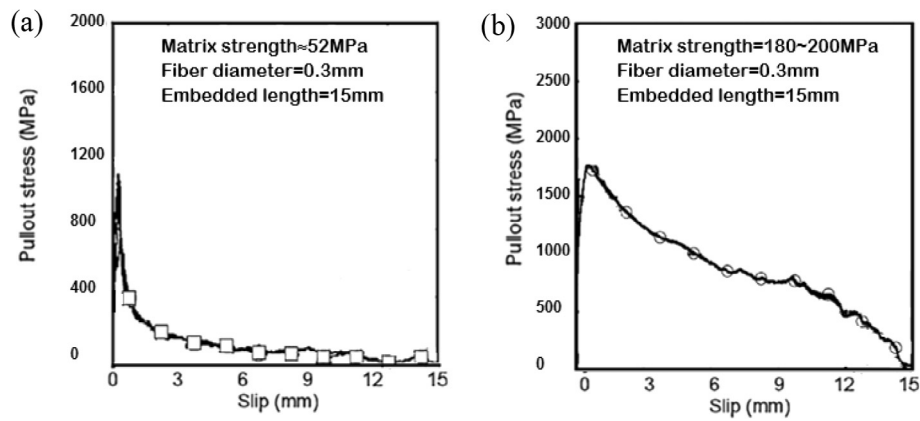 (a)
2000
1600
1200
800
400
0
Pullout stress (MPa)
Matrix strength≈52MPa
Fiber diameter=0.3mm
Embedded length=15mm
0 3 6 9 12 15
Slip (mm)
(b)
3000
2500
2000
1500
1000
500
0
Pullout stress (MPa)
Matrix strength=180~200MPa
Fiber diameter=0.3mm
Embedded length=15mm
0 3 6 9 12 15
Slip (mm)